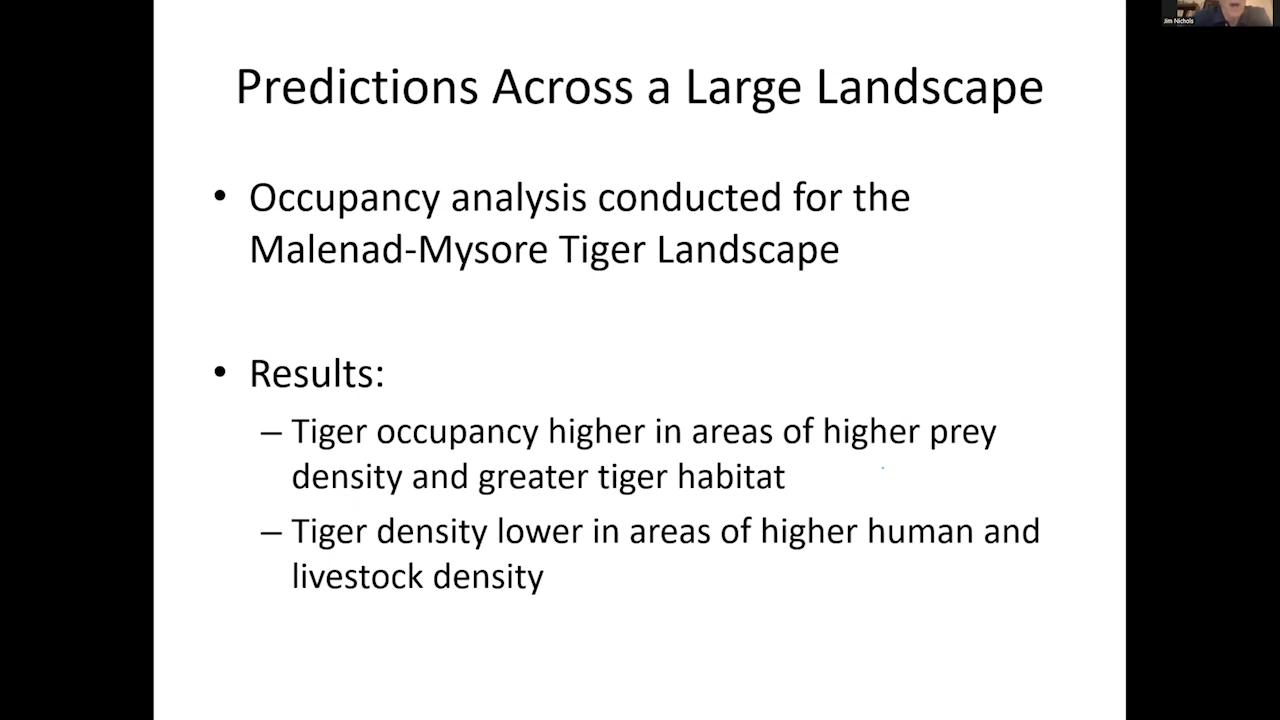 Jim Nichols
Predictions Across a Large Landscape
• Occupancy analysis conducted for the
Malenad-Mysore Tiger Landscape
• Results:
– Tiger occupancy higher in areas of higher prey
density and greater tiger habitat
– Tiger density lower in areas of higher human and
livestock density